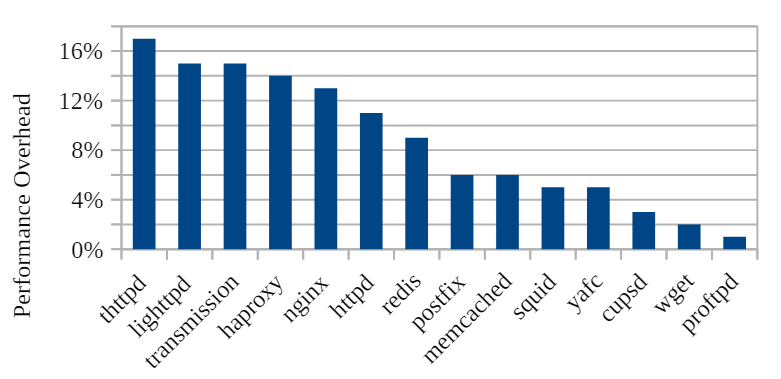 Performance Overhead
16%
12%
8%
4%
0%
thttpd
lighttpd
transmission
haproxy
nginx
httpd
redis
postfix
memcached
squid
yafc
cupsd
wget
proftpd